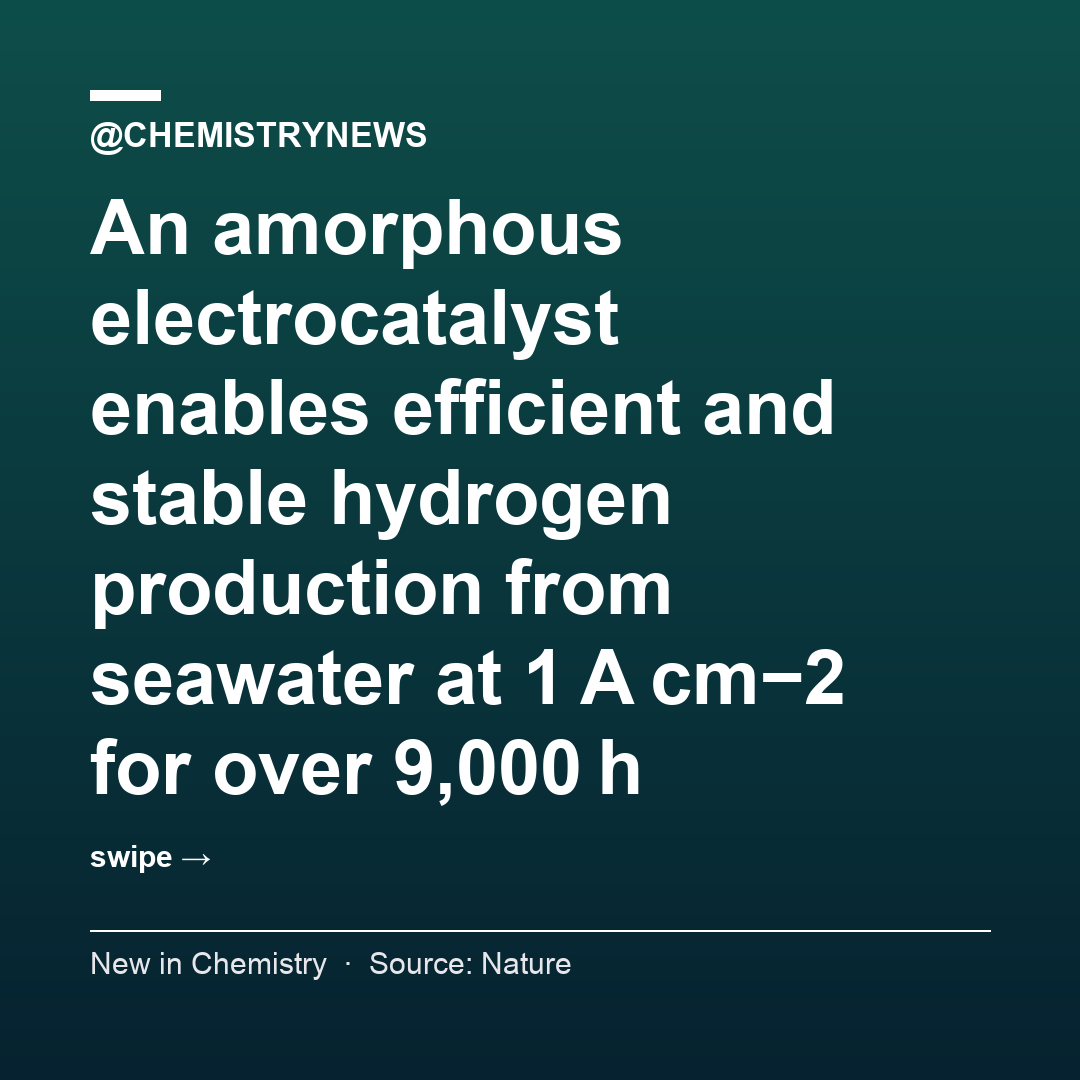 @CHEMISTRYNEWS
An amorphous
electrocatalyst
enables efficient and
stable hydrogen
production from
seawater at 1 A cm−2
for over 9,000 h
swipe →
New in Chemistry · Source: Nature